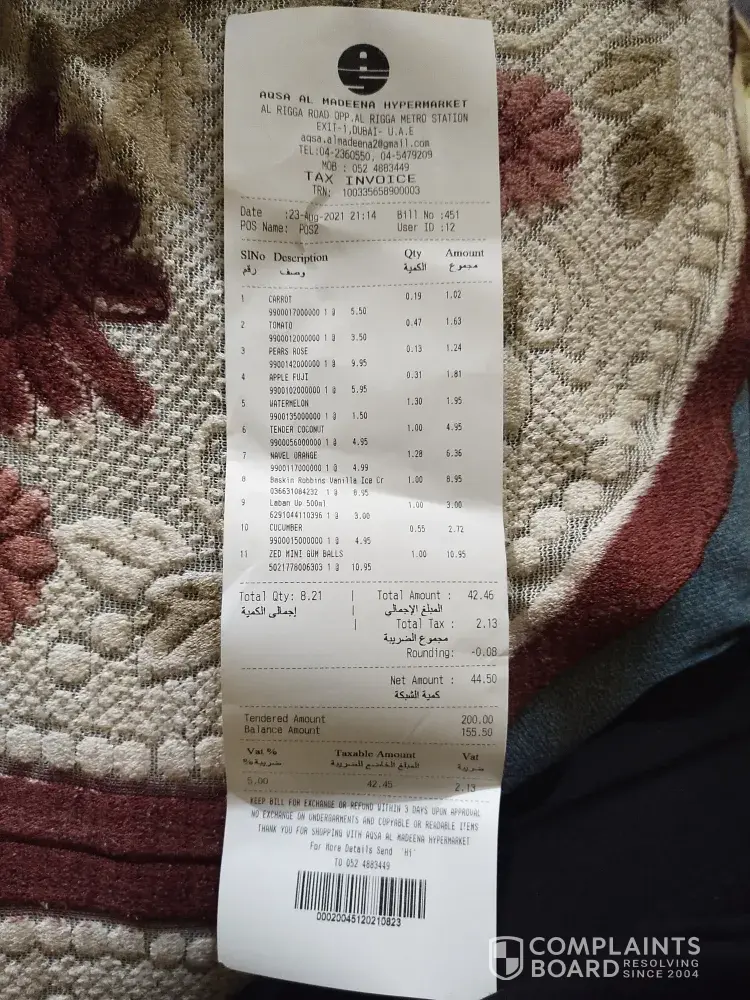 AQSA AL MADEENA HYPERMARKET
AL RIGGA ROAD OPP.AL RIGGA METRO STATION
EXIT-1,DUBAI- U.A.E
aqsa.almadeena2@gmail.com
TEL:04-2360550, 04-5479209
MOB : 052 4883449
TAX INVOICE
TRN: 100335658900003
Date :23-Aug-2021 21:14 Bill No :451
POS Name: POS2 User ID :12
SlNo Description Qty Amount
رقم وصف الكمية مجموع
1 CARROT 0.19 1.02
9900017000000 1 @ 5.50
2 TOMATO 0.47 1.63
9900012000000 1 @ 3.50
3 PEARS ROSE 0.13 1.24
9900142000000 1 @ 9.95
4 APPLE FUJI 0.31 1.81
9900102000000 1 @ 5.95
5 WATERMELON 1.30 1.95
9900135000000 1 @ 1.50
6 TENDER COCONUT 1.00 4.95
9900056000000 1 @ 4.95
7 NAVEL ORANGE 1.28 6.36
9900117000000 1 @ 4.99
8 Baskin Robbins Vanilla Ice Cr 1.00 8.95
036631084232 1 @ 8.95
9 Laban Up 500ml 1.00 3.00
6291044110396 1 @ 3.00
10 CUCUMBER 0.55 2.72
9900015000000 1 @ 4.95
11 ZED MINI GUM BALLS 1.00 10.95
5021778006303 1 @ 10.95
Total Qty: 8.21 | Total Amount : 42.46
إجمالي الكمية | المبلغ الإجمالي
| Total Tax : 2.13
مجموع الضريبة
Rounding: -0.08
Net Amount : 44.50
كمية الشبكة
Tendered Amount 200.00
Balance Amount 155.50
Vat % Taxable Amount Vat
ضريبة% المبلغ الخاضع للضريبة ضريبة
5.00 42.45 2.13
KEEP BILL FOR EXCHANGE OR REFUND WITHIN 3 DAYS UPON APPROVAL
NO EXCHANGE ON UNDERGARMENTS AND COPYABLE OR READABLE ITEMS
THANK YOU FOR SHOPPING WITH AQSA AL MADEENA HYPERMARKET
For More Details Send 'Hi'
TO 052 4883449
00020045120210823
COMPLAINTS
BOARD RESOLVING
SINCE 2004